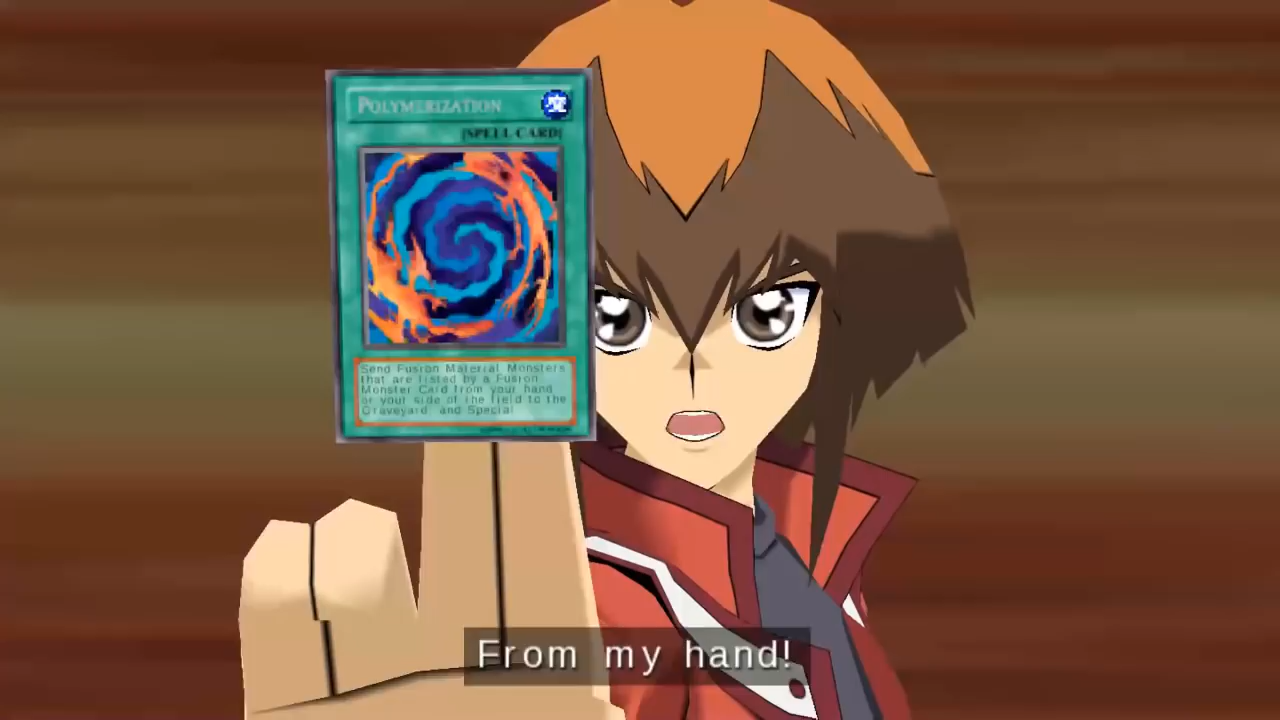 POLYMERIZATION
魔
[SPELL CARD]
Send Fusion Material Monsters
that are listed by a Fusion
Monster Card from your hand
or your side of the field to the
Graveyard, and Special
From my hand!